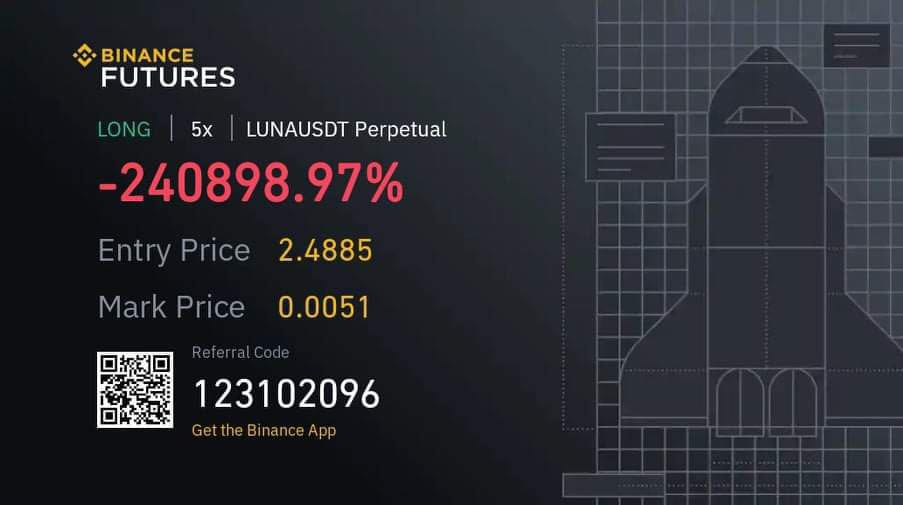 BINANCE
FUTURES
LONG | 5x | LUNAUSDT Perpetual
-240898.97%
Entry Price 2.4885
Mark Price 0.0051
Referral Code
123102096
Get the Binance App